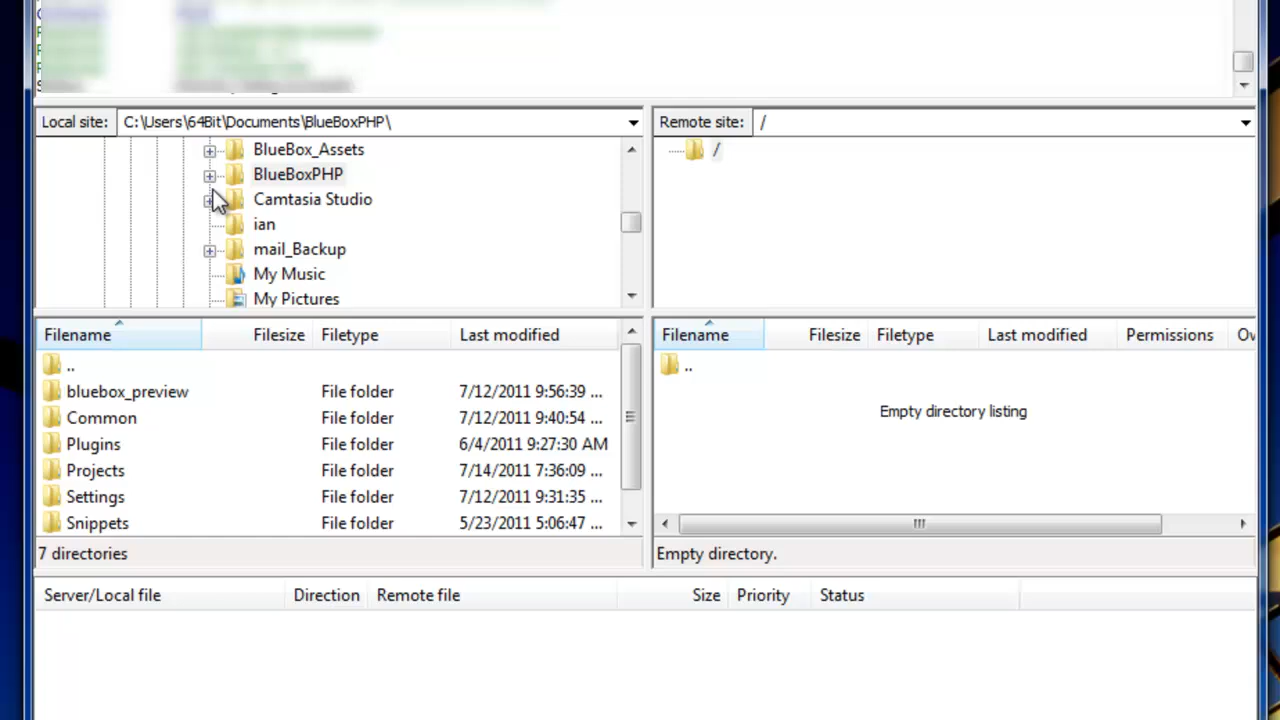 Local site: C:\Users\64Bit\Documents\BlueBoxPHP\
Remote site: /
BlueBox_Assets
BlueBoxPHP
Camtasia Studio
ian
mail_Backup
My Music
My Pictures
/
Filename Filesize Filetype Last modified
..
bluebox_preview File folder 7/12/2011 9:56:39 ...
Common File folder 7/12/2011 9:40:54 ...
Plugins File folder 6/4/2011 9:27:30 AM
Projects File folder 7/14/2011 7:36:09 ...
Settings File folder 7/12/2011 9:31:35 ...
Snippets File folder 5/23/2011 5:06:47 ...
7 directories
Filename Filesize Filetype Last modified Permissions Ow
..
Empty directory listing
Empty directory.
Server/Local file Direction Remote file Size Priority Status